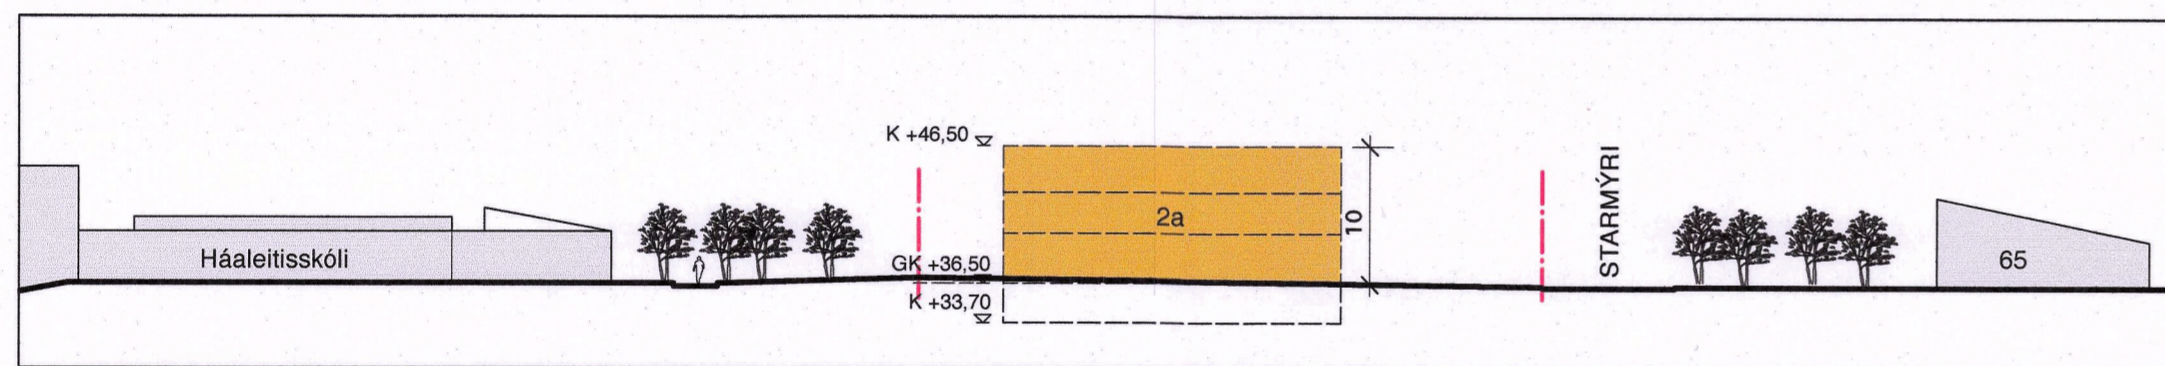 K +46,50
STARMÝRI
2a
10
Háaleitisskóli
GK +36,50
65
K +33,70